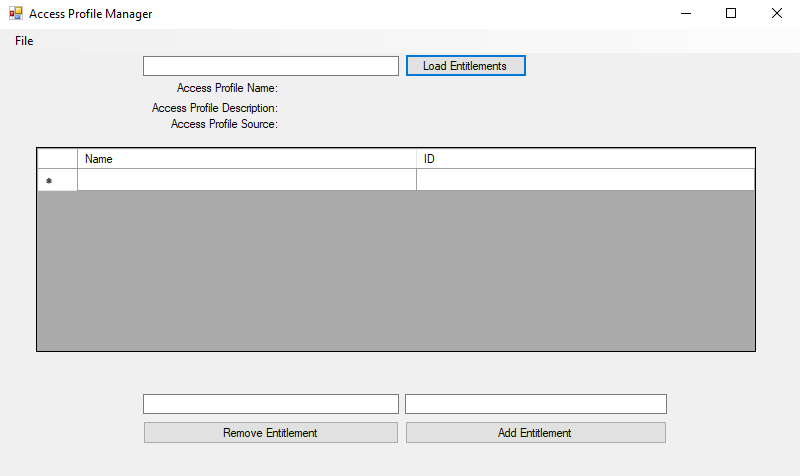 Access Profile Manager
File
Load Entitlements
Access Profile Name:
Access Profile Description:
Access Profile Source:
Name ID
Remove Entitlement Add Entitlement